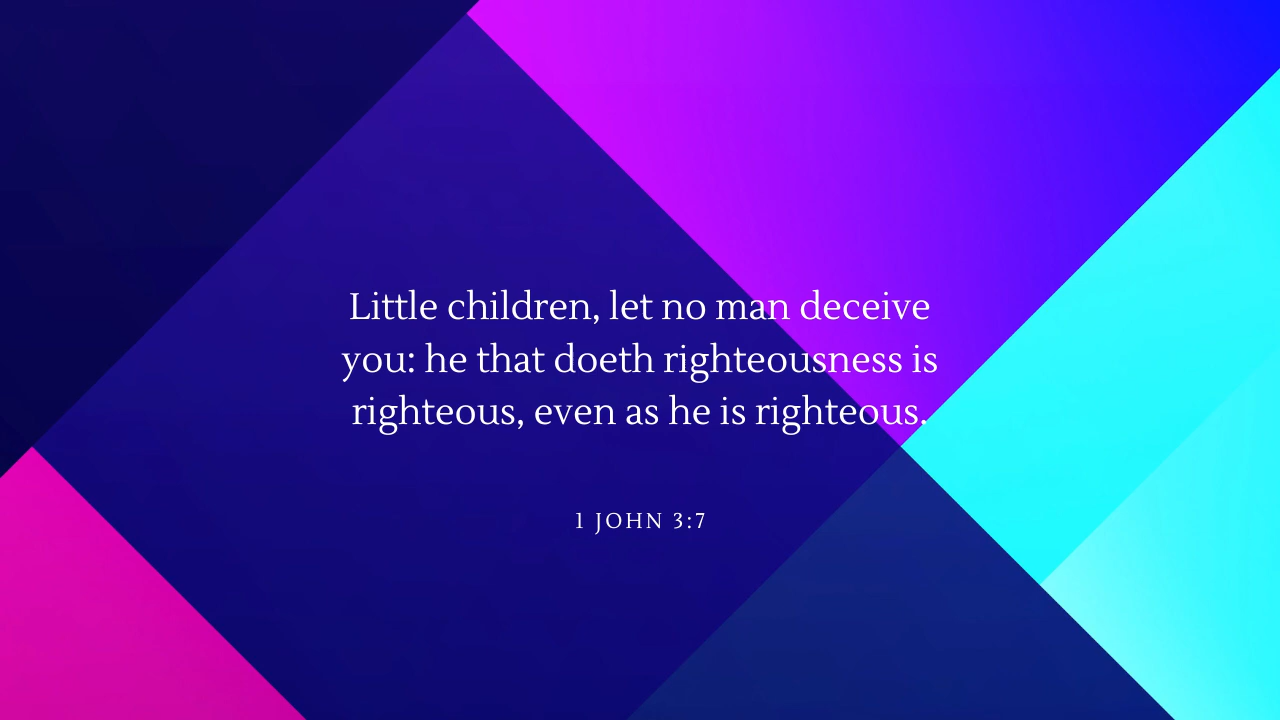 Little children, let no man deceive
you: he that doeth righteousness is
righteous, even as he is righteous.
1 JOHN 3:7